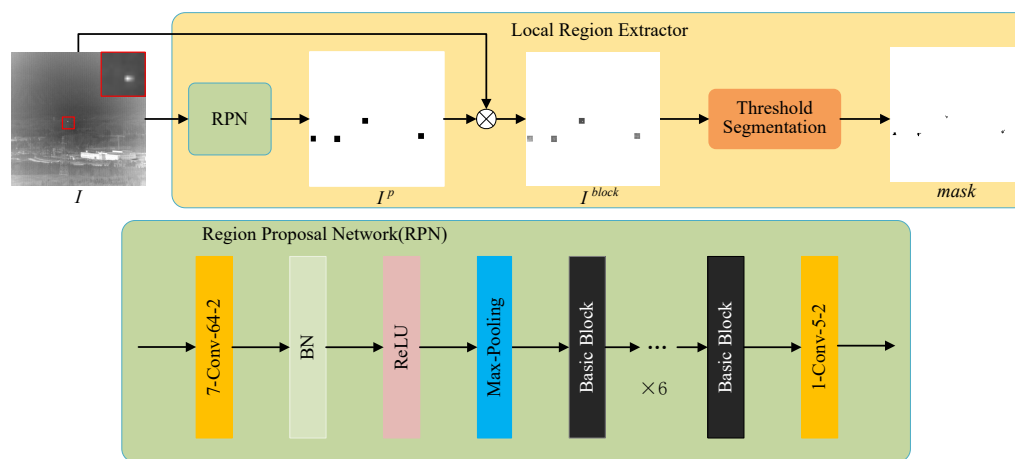 Local Region Extractor
RPN
Threshold
Segmentation
I
I^p
I^block
mask
Region Proposal Network(RPN)
7-Conv-64-2
BN
ReLU
Max-Pooling
Basic Block
...
×6
Basic Block
1-Conv-5-2